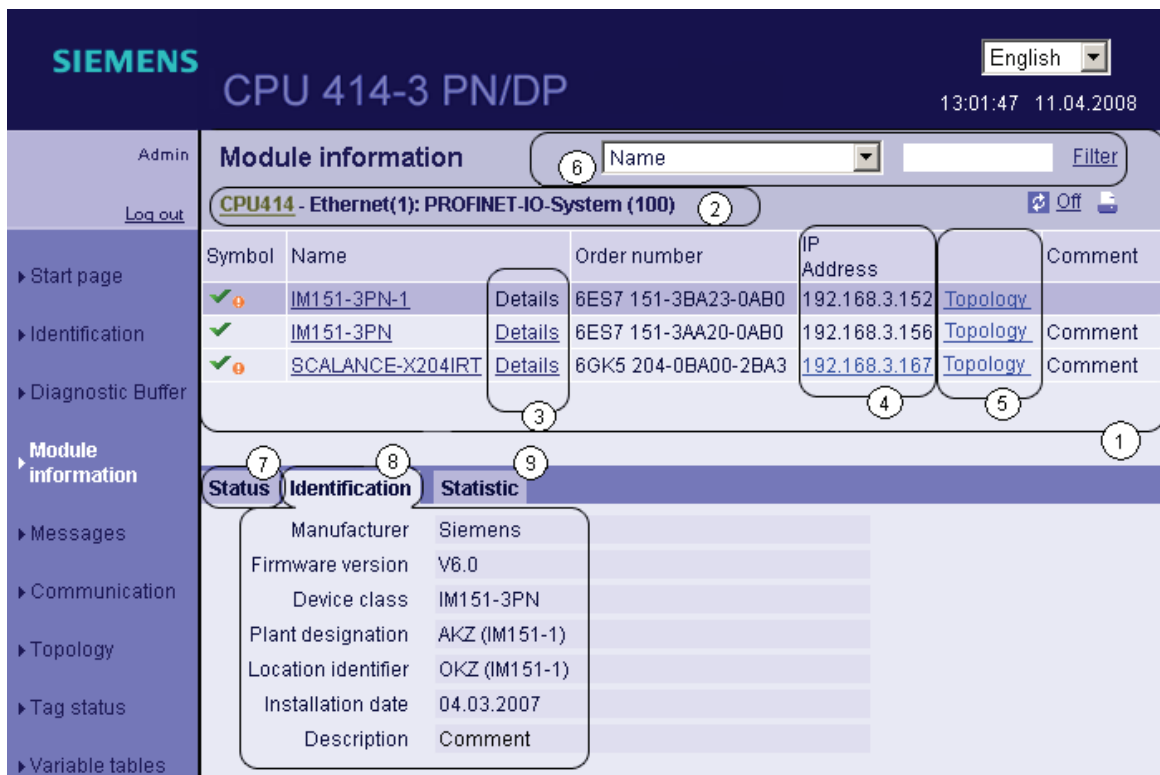 SIEMENS
CPU 414-3 PN/DP
English
13:01:47 11.04.2008
Admin
Log out
▸Start page
▸Identification
▸Diagnostic Buffer
▸Module
information
▸Messages
▸Communication
▸Topology
▸Tag status
▸Variable tables
Module information
6
Name
Filter
CPU414 - Ethernet(1): PROFINET-IO-System (100)
2
Off
Symbol Name Order number IP Address Comment
IM151-3PN-1 Details 6ES7 151-3BA23-0AB0 192.168.3.152 Topology
IM151-3PN Details 6ES7 151-3AA20-0AB0 192.168.3.156 Topology Comment
SCALANCE-X204IRT Details 6GK5 204-0BA00-2BA3 192.168.3.167 Topology Comment
3 4 5
1
7 8 9
Status Identification Statistic
Manufacturer Siemens
Firmware version V6.0
Device class IM151-3PN
Plant designation AKZ (IM151-1)
Location identifier OKZ (IM151-1)
Installation date 04.03.2007
Description Comment